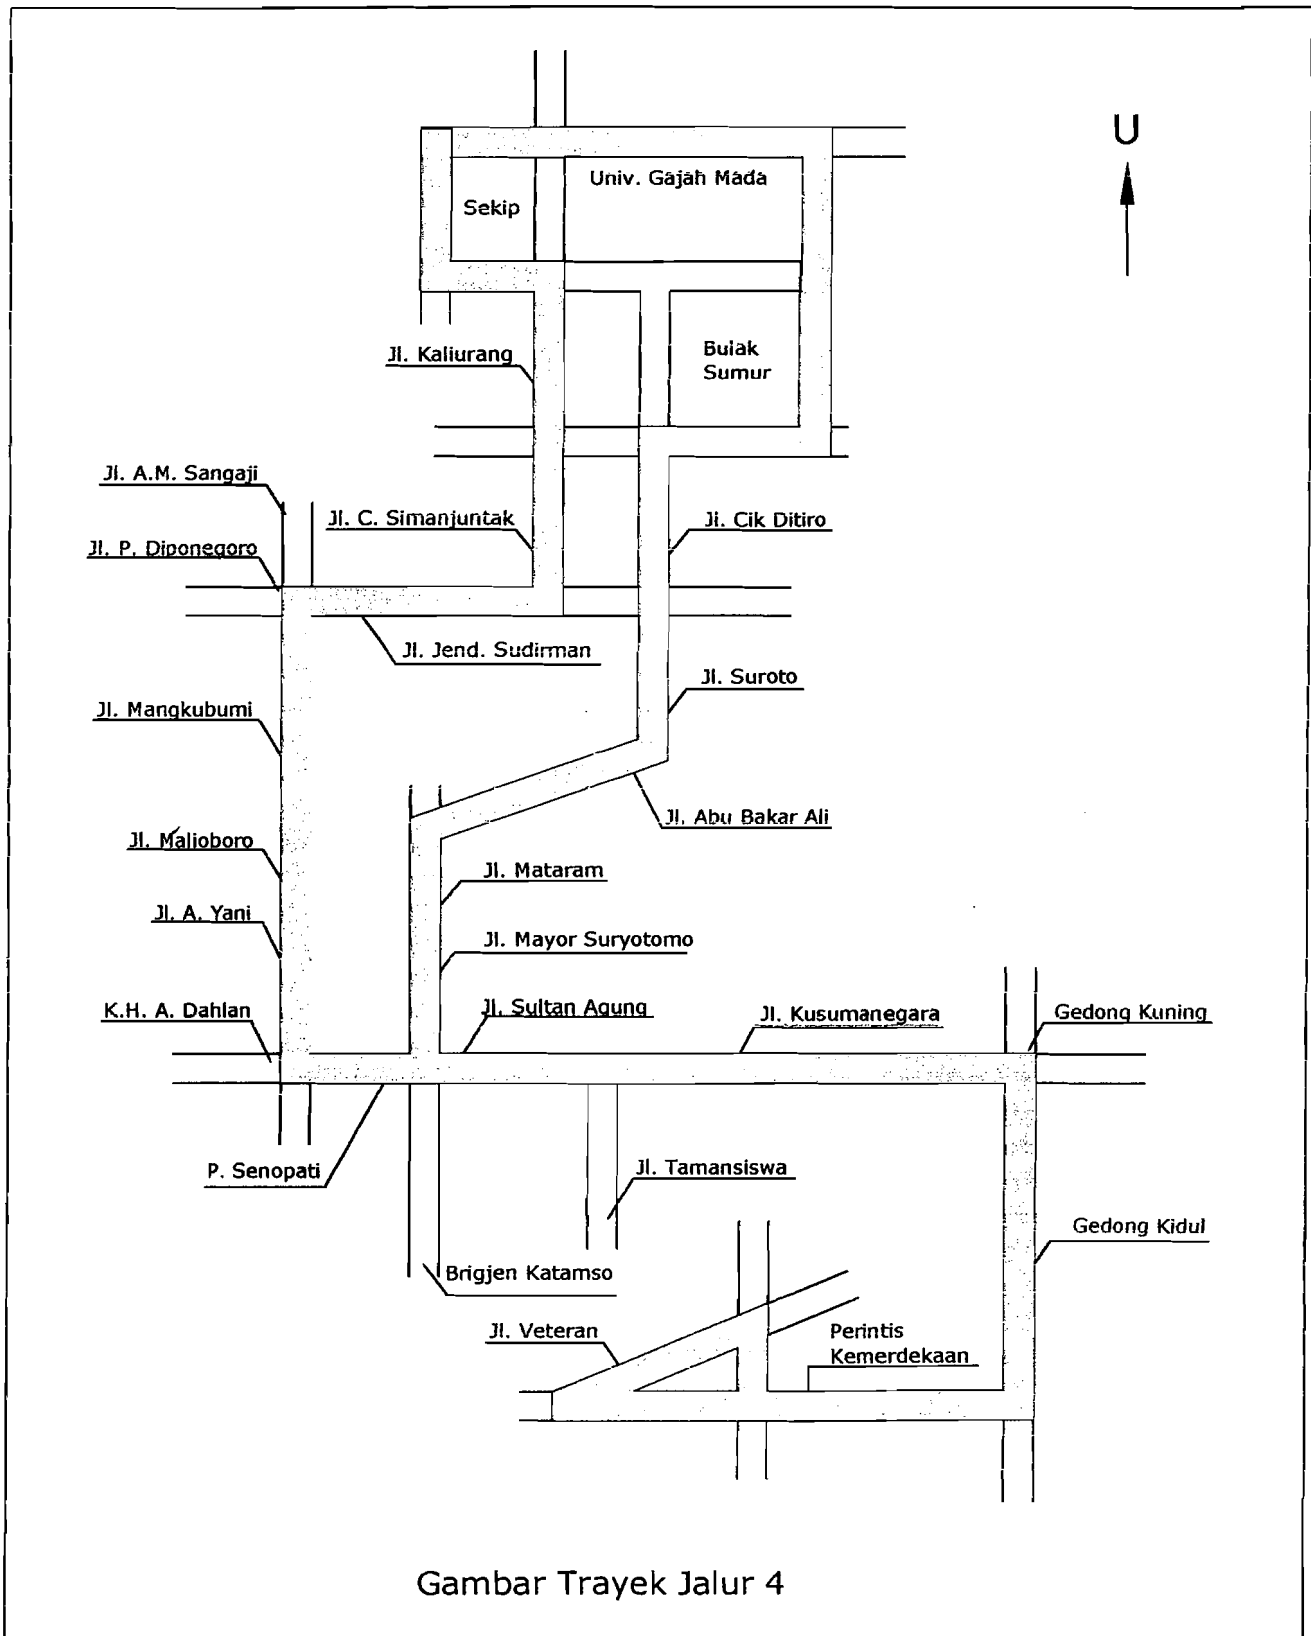 U
Univ. Gajah Mada
Sekip
Jl. Kaliurang
Bulak
Sumur
Jl. A.M. Sangaji
Jl. C. Simanjuntak
Jl. Cik Ditiro
Jl. P. Diponegoro
Jl. Jend. Sudirman
Jl. Suroto
Jl. Mangkubumi
Jl. Abu Bakar Ali
Jl. Malioboro
Jl. Mataram
Jl. A. Yani
Jl. Mayor Suryotomo
K.H. A. Dahlan
Jl. Sultan Agung
Jl. Kusumanegara
Gedong Kuning
P. Senopati
Jl. Tamansiswa
Gedong Kidul
Brigjen Katamso
Jl. Veteran
Perintis
Kemerdekaan
Gambar Trayek Jalur 4